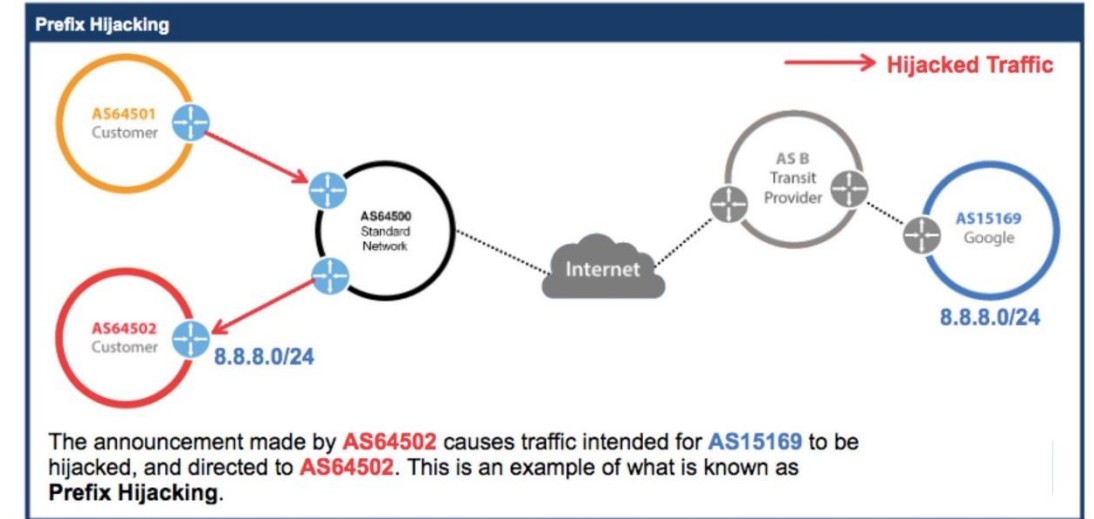 Prefix Hijacking
Hijacked Traffic
AS64501
Customer
AS64500
Standard
Network
AS64502
Customer
8.8.8.0/24
Internet
AS B
Transit
Provider
AS15169
Google
8.8.8.0/24
The announcement made by AS64502 causes traffic intended for AS15169 to be
hijacked, and directed to AS64502. This is an example of what is known as
Prefix Hijacking.